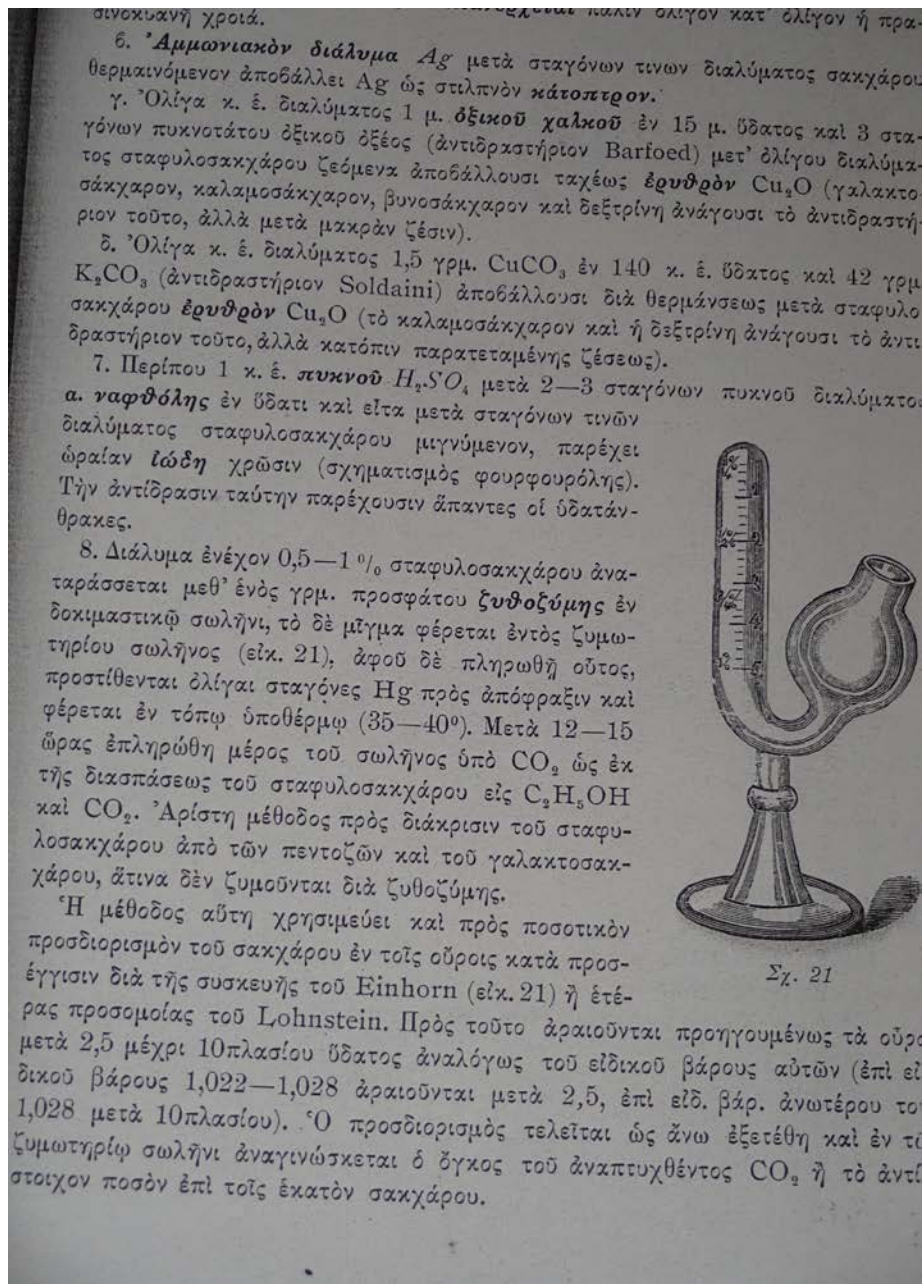 σινοκυανῆ χροιά.
πάλιν ὀλίγον κατ' ὀλίγον ἡ πρα-
6. Ἀμμωνιακὸν διάλυμα Ag μετὰ σταγόνων τινων διαλύματος σακχάρου
θερμαινόμενον ἀποβάλλει Ag ὡς στιλπνὸν κάτοπτρον.
γ. Ὀλίγα κ. ἑ. διαλύματος 1 μ. ὀξικοῦ χαλκοῦ ἐν 15 μ. ὕδατος καὶ 3 στα-
γόνων πυκνοτάτου ὀξικοῦ ὀξέος (ἀντιδραστήριον Barfoed) μετ' ὀλίγου διαλύμα-
τος σταφυλοσακχάρου ζεόμενα ἀποβάλλουσι ταχέως ἐρυθρὸν Cu₂O (γαλακτο-
σάκχαρον, καλαμοσάκχαρον, βυνοσάκχαρον καὶ δεξτρίνη ἀνάγουσι τὸ ἀντιδραστή-
ριον τοῦτο, ἀλλὰ μετὰ μακρὰν ζέσιν).
δ. Ὀλίγα κ. ἑ. διαλύματος 1,5 γρμ. CuCO₃ ἐν 140 κ. ἑ. ὕδατος καὶ 42 γρμ
K₂CO₃ (ἀντιδραστήριον Soldaini) ἀποβάλλουσι διὰ θερμάνσεως μετὰ σταφυλο
σακχάρου ἐρυθρὸν Cu₂O (τὸ καλαμοσάκχαρον καὶ ἡ δεξτρίνη ἀνάγουσι τὸ ἀντι
δραστήριον τοῦτο, ἀλλὰ κατόπιν παρατεταμένης ζέσεως).
7. Περίπου 1 κ. ἑ. πυκνοῦ H₂SO₄ μετὰ 2—3 σταγόνων πυκνοῦ διαλύματος
α. ναφθόλης ἐν ὕδατι καὶ εἶτα μετὰ σταγόνων τινῶν
διαλύματος σταφυλοσακχάρου μιγνύμενον, παρέχει
ὡραίαν ἰώδη χρῶσιν (σχηματισμὸς φουρφουρόλης).
Τὴν ἀντίδρασιν ταύτην παρέχουσιν ἅπαντες οἱ ὑδατάν-
θρακες.
8. Διάλυμα ἐνέχον 0,5—1 % σταφυλοσακχάρου ἀνα-
ταράσσεται μεθ' ἑνὸς γρμ. προσφάτου ζυθοζύμης ἐν
δοκιμαστικῷ σωλῆνι, τὸ δὲ μῖγμα φέρεται ἐντὸς ζυμω-
τηρίου σωλῆνος (εἰκ. 21), ἀφοῦ δὲ πληρωθῇ οὗτος,
προστίθενται ὀλίγαι σταγόνες Hg πρὸς ἀπόφραξιν καὶ
φέρεται ἐν τόπῳ ὑποθέρμῳ (35—40⁰). Μετὰ 12—15
ὥρας ἐπληρώθη μέρος τοῦ σωλῆνος ὑπὸ CO₂ ὡς ἐκ
τῆς διασπάσεως τοῦ σταφυλοσακχάρου εἰς C₂H₅OH
καὶ CO₂. Ἀρίστη μέθοδος πρὸς διάκρισιν τοῦ σταφυ-
λοσακχάρου ἀπὸ τῶν πεντοζῶν καὶ τοῦ γαλακτοσακ-
χάρου, ἅτινα δὲν ζυμοῦνται διὰ ζυθοζύμης.
Ἡ μέθοδος αὕτη χρησιμεύει καὶ πρὸς ποσοτικὸν
προσδιορισμὸν τοῦ σακχάρου ἐν τοῖς οὔροις κατὰ προσ-
έγγισιν διὰ τῆς συσκευῆς τοῦ Einhorn (εἰκ. 21) ἢ ἑτέ-
Σχ. 21
ρας προσομοίας τοῦ Lohnstein. Πρὸς τοῦτο ἀραιοῦνται προηγουμένως τὰ οὖρα
μετὰ 2,5 μέχρι 10πλασίου ὕδατος ἀναλόγως τοῦ εἰδικοῦ βάρους αὐτῶν (ἐπὶ εἰ
δικοῦ βάρους 1,022—1,028 ἀραιοῦνται μετὰ 2,5, ἐπὶ εἰδ. βάρ. ἀνωτέρου το
1,028 μετὰ 10πλασίου). Ὁ προσδιορισμὸς τελεῖται ὡς ἄνω ἐξετέθη καὶ ἐν τῷ
ζυμωτηρίῳ σωλῆνι ἀναγινώσκεται ὁ ὄγκος τοῦ ἀναπτυχθέντος CO₂ ἢ τὸ ἀντί
στοιχον ποσὸν ἐπὶ τοῖς ἑκατὸν σακχάρου.